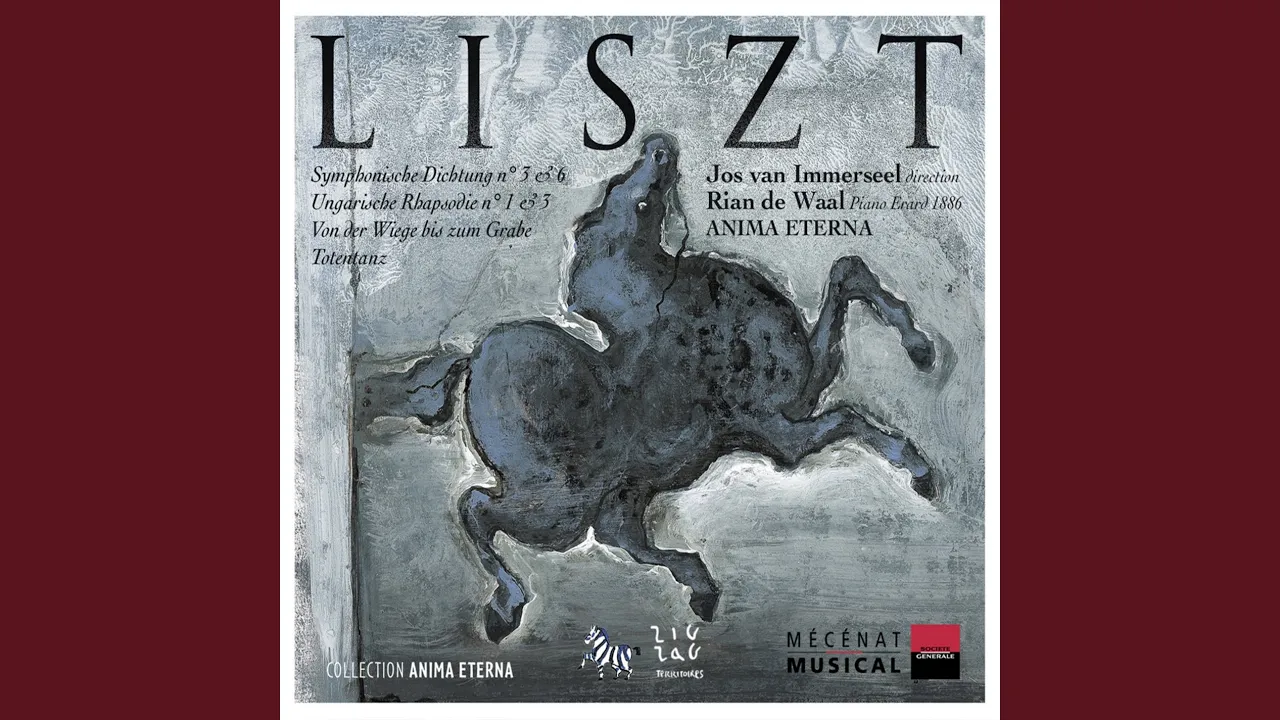 LISZT
Symphonische Dichtung n° 3 & 6
Ungarische Rhapsodie n° 1 & 3
Von der Wiege bis zum Grabe
Totentanz
Jos van Immerseel direction
Rian de Waal Piano Erard 1886
ANIMA ETERNA
COLLECTION ANIMA ETERNA
ZIG
ZAG
TERRITOIRES
MÉCÉNAT
MUSICAL
SOCIETE
GENERALE